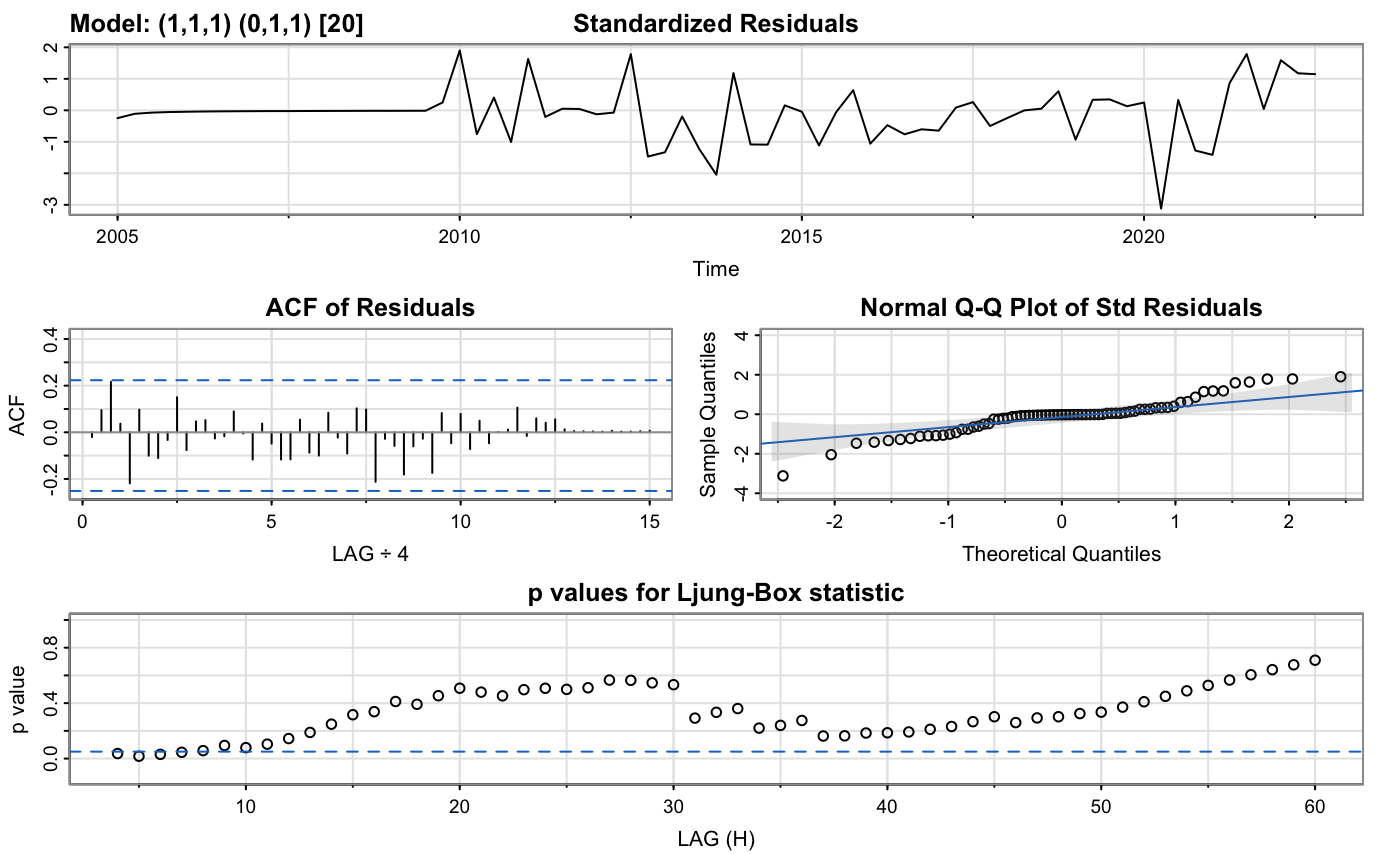 Model: (1,1,1) (0,1,1) [20] Standardized Residuals
2
1
0
-1
-3
2005 2010 2015 2020
Time
ACF of Residuals
ACF
0.4
0.2
0.0
-0.2
0 5 10 15
LAG ÷ 4
Normal Q-Q Plot of Std Residuals
Sample Quantiles
4
2
0
-2
-4
-2 -1 0 1 2
Theoretical Quantiles
p values for Ljung-Box statistic
p value
0.8
0.4
0.0
10 20 30 40 50 60
LAG (H)